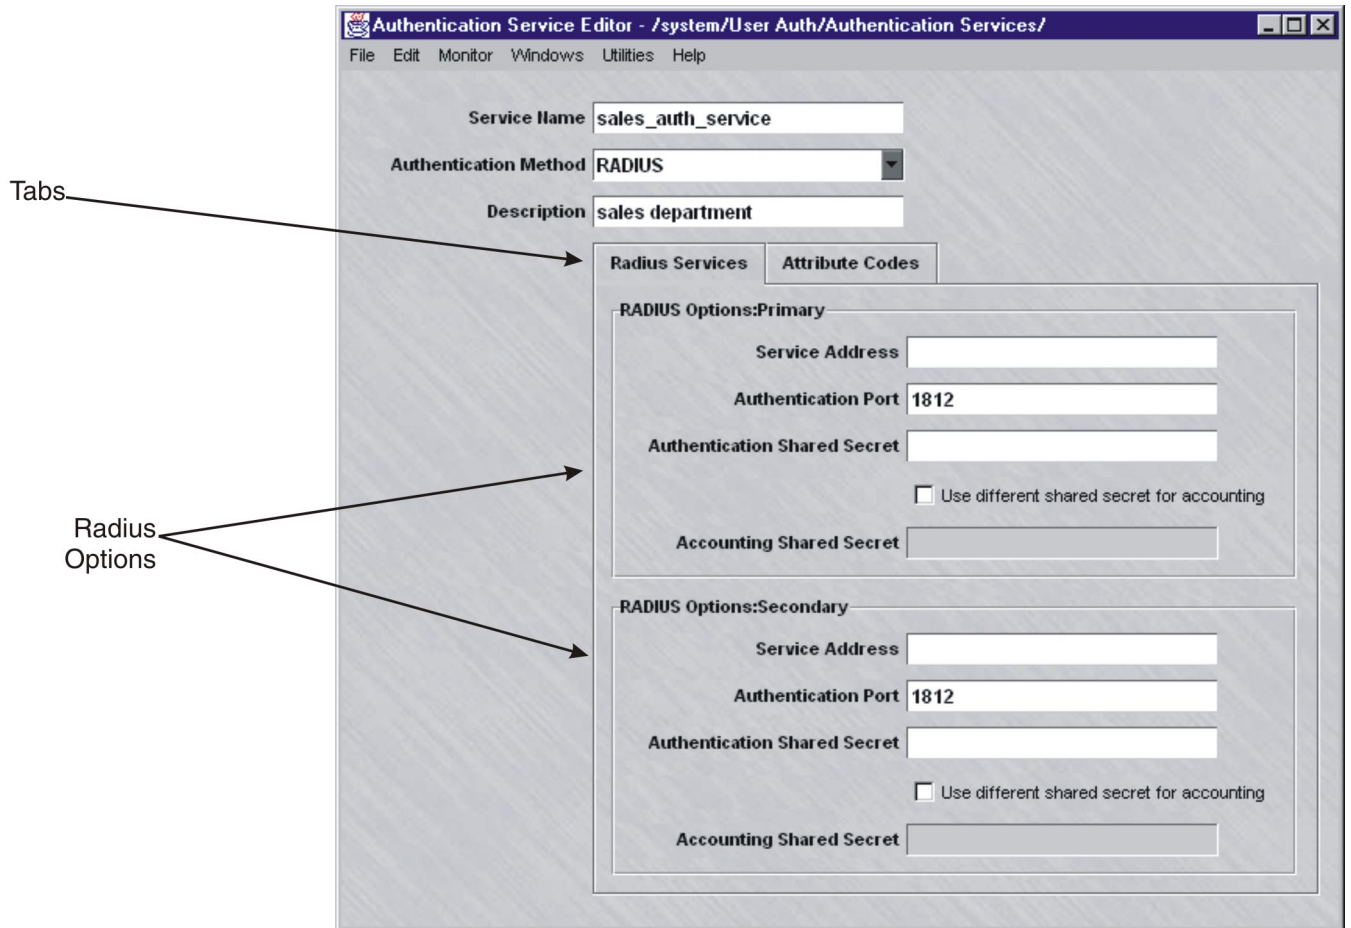 Authentication Service Editor - /system/User Auth/Authentication Services/
File Edit Monitor Windows Utilities Help
Service Name sales_auth_service
Authentication Method RADIUS
Tabs
Description sales department
Radius Services Attribute Codes
RADIUS Options:Primary
Service Address
Authentication Port 1812
Authentication Shared Secret
Use different shared secret for accounting
Radius
Options
Accounting Shared Secret
RADIUS Options:Secondary
Service Address
Authentication Port 1812
Authentication Shared Secret
Use different shared secret for accounting
Accounting Shared Secret